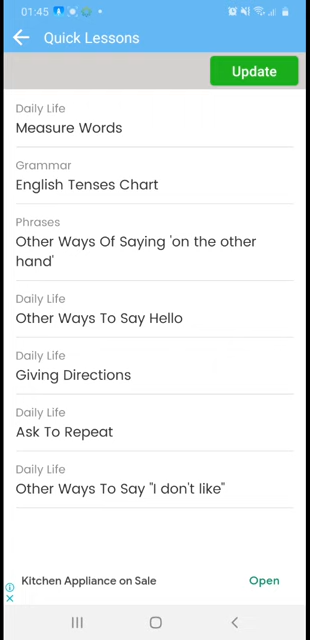 01:45
Quick Lessons
Update
Daily Life
Measure Words
Grammar
English Tenses Chart
Phrases
Other Ways Of Saying 'on the other
hand'
Daily Life
Other Ways To Say Hello
Daily Life
Giving Directions
Daily Life
Ask To Repeat
Daily Life
Other Ways To Say "I don't like"
Kitchen Appliance on Sale
Open